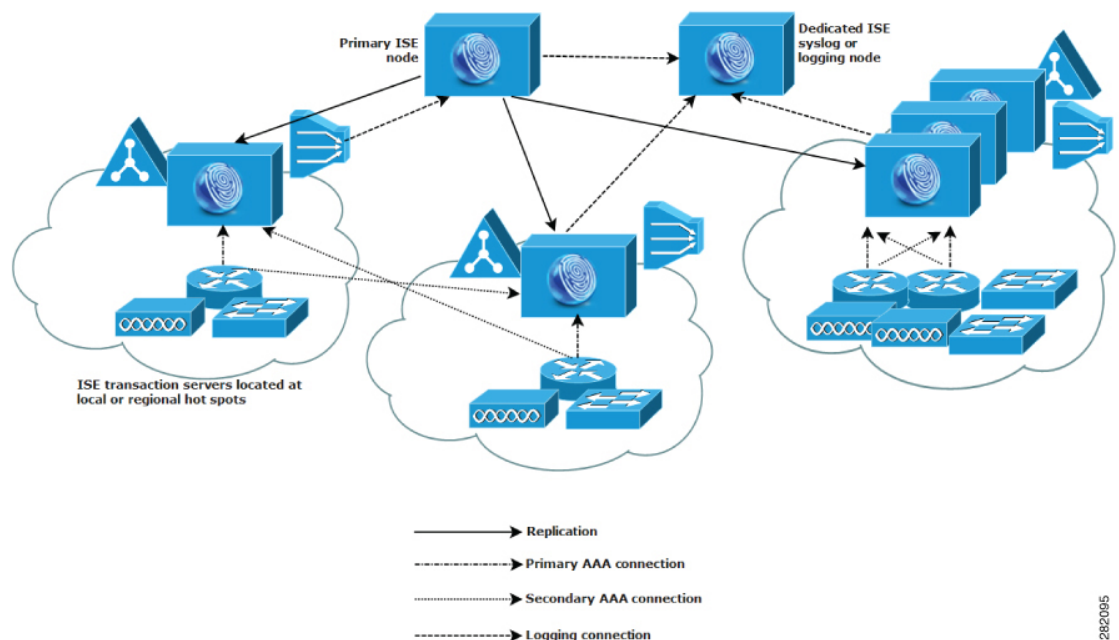 Primary ISE
node
Dedicated ISE
syslog or
logging node
ISE transaction servers located at
local or regional hot spots
Replication
Primary AAA connection
Secondary AAA connection
Logging connection
282095